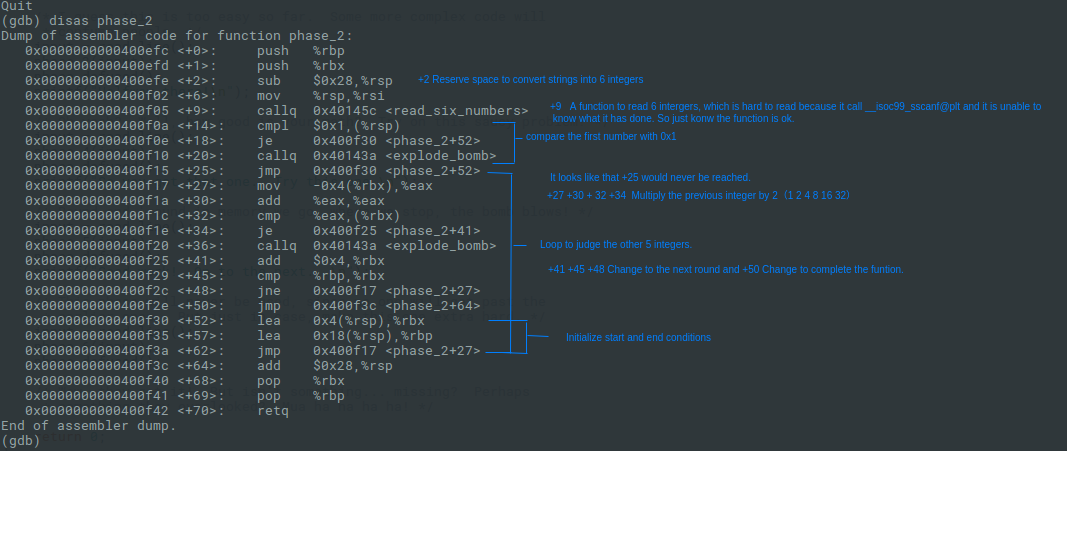 Quit
(gdb) disas phase_2
Dump of assembler code for function phase_2:
0x0000000000400efc <+0>: push %rbp
0x0000000000400efd <+1>: push %rbx
0x0000000000400efe <+2>: sub $0x28,%rsp +2 Reserve space to convert strings into 6 integers
0x0000000000400f02 <+6>: mov %rsp,%rsi
0x0000000000400f05 <+9>: callq 0x40145c <read_six_numbers> +9 A function to read 6 intergers, which is hard to read because it call __isoc99_sscanf@plt and it is unable to
know what it has done. So just konw the function is ok.
0x0000000000400f0a <+14>: cmpl $0x1,(%rsp)
0x0000000000400f0e <+18>: je 0x400f30 <phase_2+52> compare the first number with 0x1
0x0000000000400f10 <+20>: callq 0x40143a <explode_bomb>
0x0000000000400f15 <+25>: jmp 0x400f30 <phase_2+52> It looks like that +25 would never be reached.
0x0000000000400f17 <+27>: mov -0x4(%rbx),%eax +27 +30 + 32 +34 Multiply the previous integer by 2（1 2 4 8 16 32）
0x0000000000400f1a <+30>: add %eax,%eax
0x0000000000400f1c <+32>: cmp %eax,(%rbx)
0x0000000000400f1e <+34>: je 0x400f25 <phase_2+41>
0x0000000000400f20 <+36>: callq 0x40143a <explode_bomb> Loop to judge the other 5 integers.
0x0000000000400f25 <+41>: add $0x4,%rbx
0x0000000000400f29 <+45>: cmp %rbp,%rbx +41 +45 +48 Change to the next round and +50 Change to complete the funtion.
0x0000000000400f2c <+48>: jne 0x400f17 <phase_2+27>
0x0000000000400f2e <+50>: jmp 0x400f3c <phase_2+64>
0x0000000000400f30 <+52>: lea 0x4(%rsp),%rbx
0x0000000000400f35 <+57>: lea 0x18(%rsp),%rbp Initialize start and end conditions
0x0000000000400f3a <+62>: jmp 0x400f17 <phase_2+27>
0x0000000000400f3c <+64>: add $0x28,%rsp
0x0000000000400f40 <+68>: pop %rbx
0x0000000000400f41 <+69>: pop %rbp
0x0000000000400f42 <+70>: retq
End of assembler dump.
(gdb)